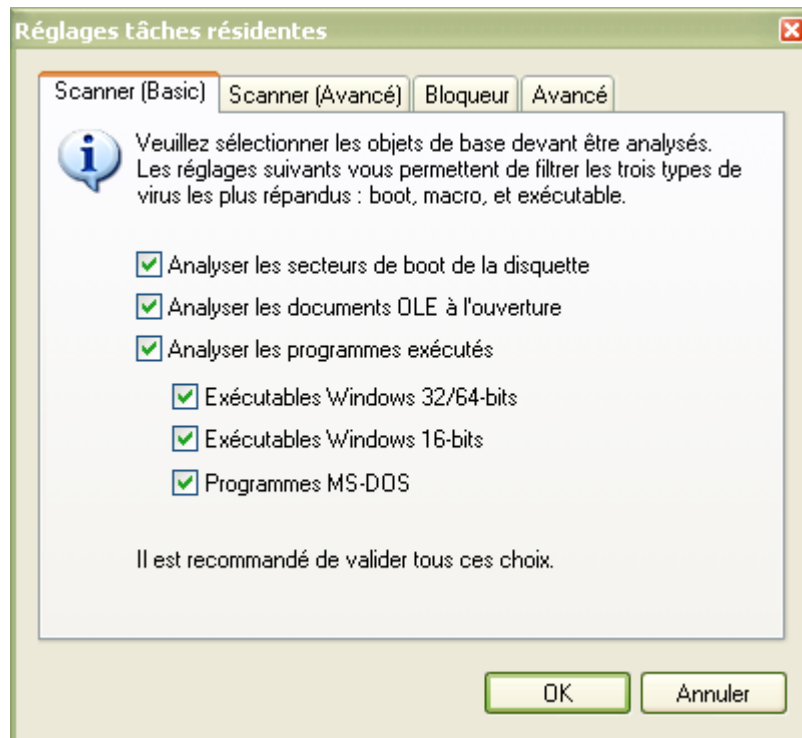 Réglages tâches résidentes
Scanner (Basic)
Scanner (Avancé)
Bloqueur
Avancé
Veuillez sélectionner les objets de base devant être analysés.
Les réglages suivants vous permettent de filtrer les trois types de
virus les plus répandus : boot, macro, et exécutable.
Analyser les secteurs de boot de la disquette
Analyser les documents OLE à l'ouverture
Analyser les programmes exécutés
Exécutables Windows 32/64-bits
Exécutables Windows 16-bits
Programmes MS-DOS
Il est recommandé de valider tous ces choix.
OK
Annuler